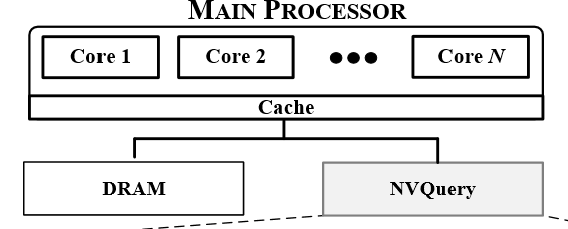 MAIN PROCESSOR
Core 1 Core 2 ●●● Core N
Cache
DRAM NVQuery